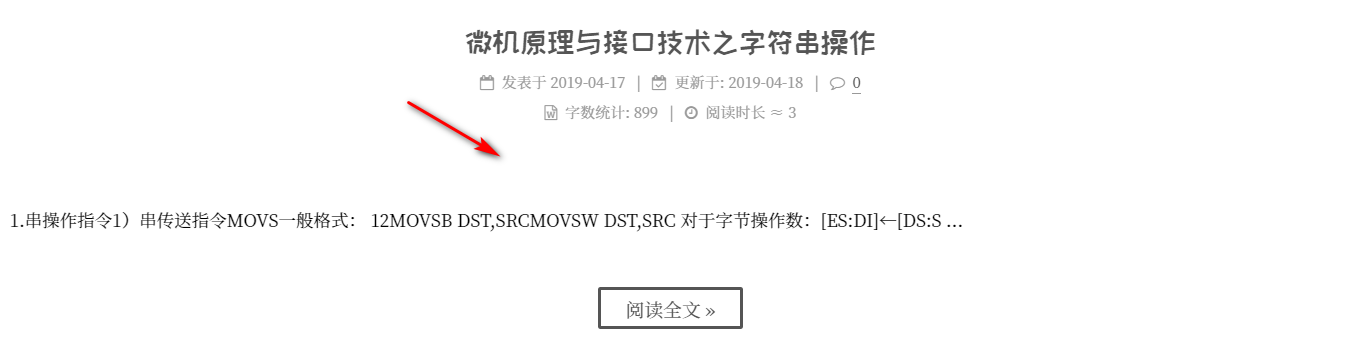 微机原理与接口技术之字符串操作
发表于 2019-04-17 | 更新于: 2019-04-18 | 0
字数统计: 899 | 阅读时长 ≈ 3
1.串操作指令1）串传送指令MOVS一般格式： 12MOVSB DST,SRCMOVSW DST,SRC 对于字节操作数：[ES:DI]←[DS:S ...
阅读全文 »